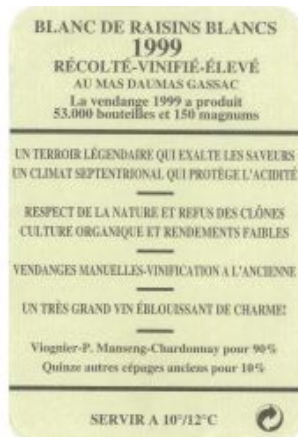 BLANC DE RAISINS BLANCS
1999
RÉCOLTÉ-VINIFIÉ-ÉLEVÉ
AU MAS DAUMAS GASSAC
La vendange 1999 a produit
53.000 bouteilles et 150 magnums
UN TERROIR LÉGENDAIRE QUI EXALTE LES SAVEURS
UN CLIMAT SEPTENTRIONAL QUI PROTÈGE L'ACIDITÉ
RESPECT DE LA NATURE ET REFUS DES CLÔNES
CULTURE ORGANIQUE ET RENDEMENTS FAIBLES
VENDANGES MANUELLES-VINIFICATION A L'ANCIENNE
UN TRÈS GRAND VIN ÉBLOUISSANT DE CHARME!
Viognier-P. Manseng-Chardonnay pour 90%
Quinze autres cépages anciens pour 10%
SERVIR A 10°/12°C